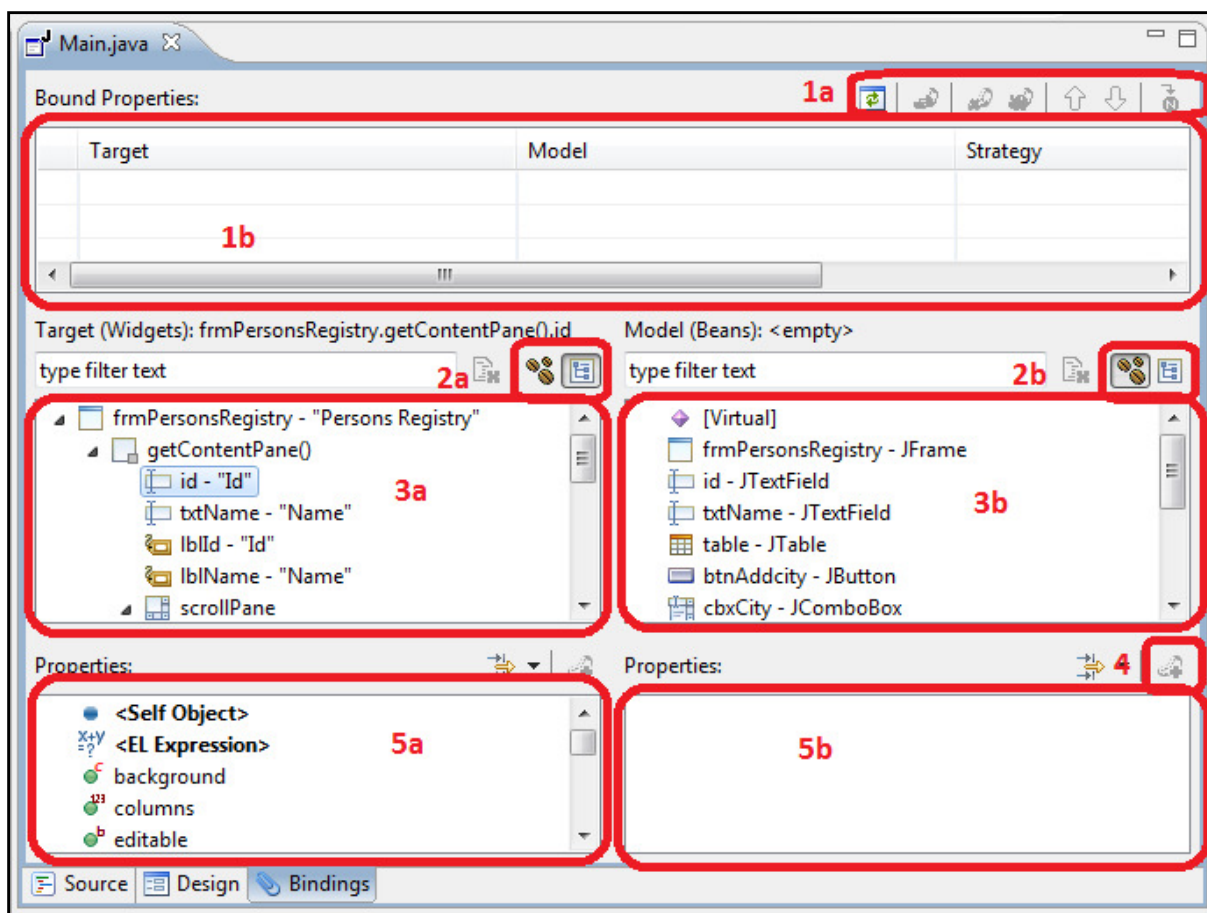 Main.java
Bound Properties:
1a
Target Model Strategy
1b
Target (Widgets): frmPersonsRegistry.getContentPane().id
Model (Beans): <empty>
type filter text
2a
type filter text
2b
frmPersonsRegistry - "Persons Registry"
getContentPane()
id - "Id"
txtName - "Name"
lblId - "Id"
lblName - "Name"
scrollPane
3a
[Virtual]
frmPersonsRegistry - JFrame
id - JTextField
txtName - JTextField
table - JTable
btnAddcity - JButton
cbxCity - JComboBox
3b
Properties:
Properties:
4
<Self Object>
X+Y
=? <EL Expression>
c background
123 columns
b editable
5a
5b
Source Design Bindings